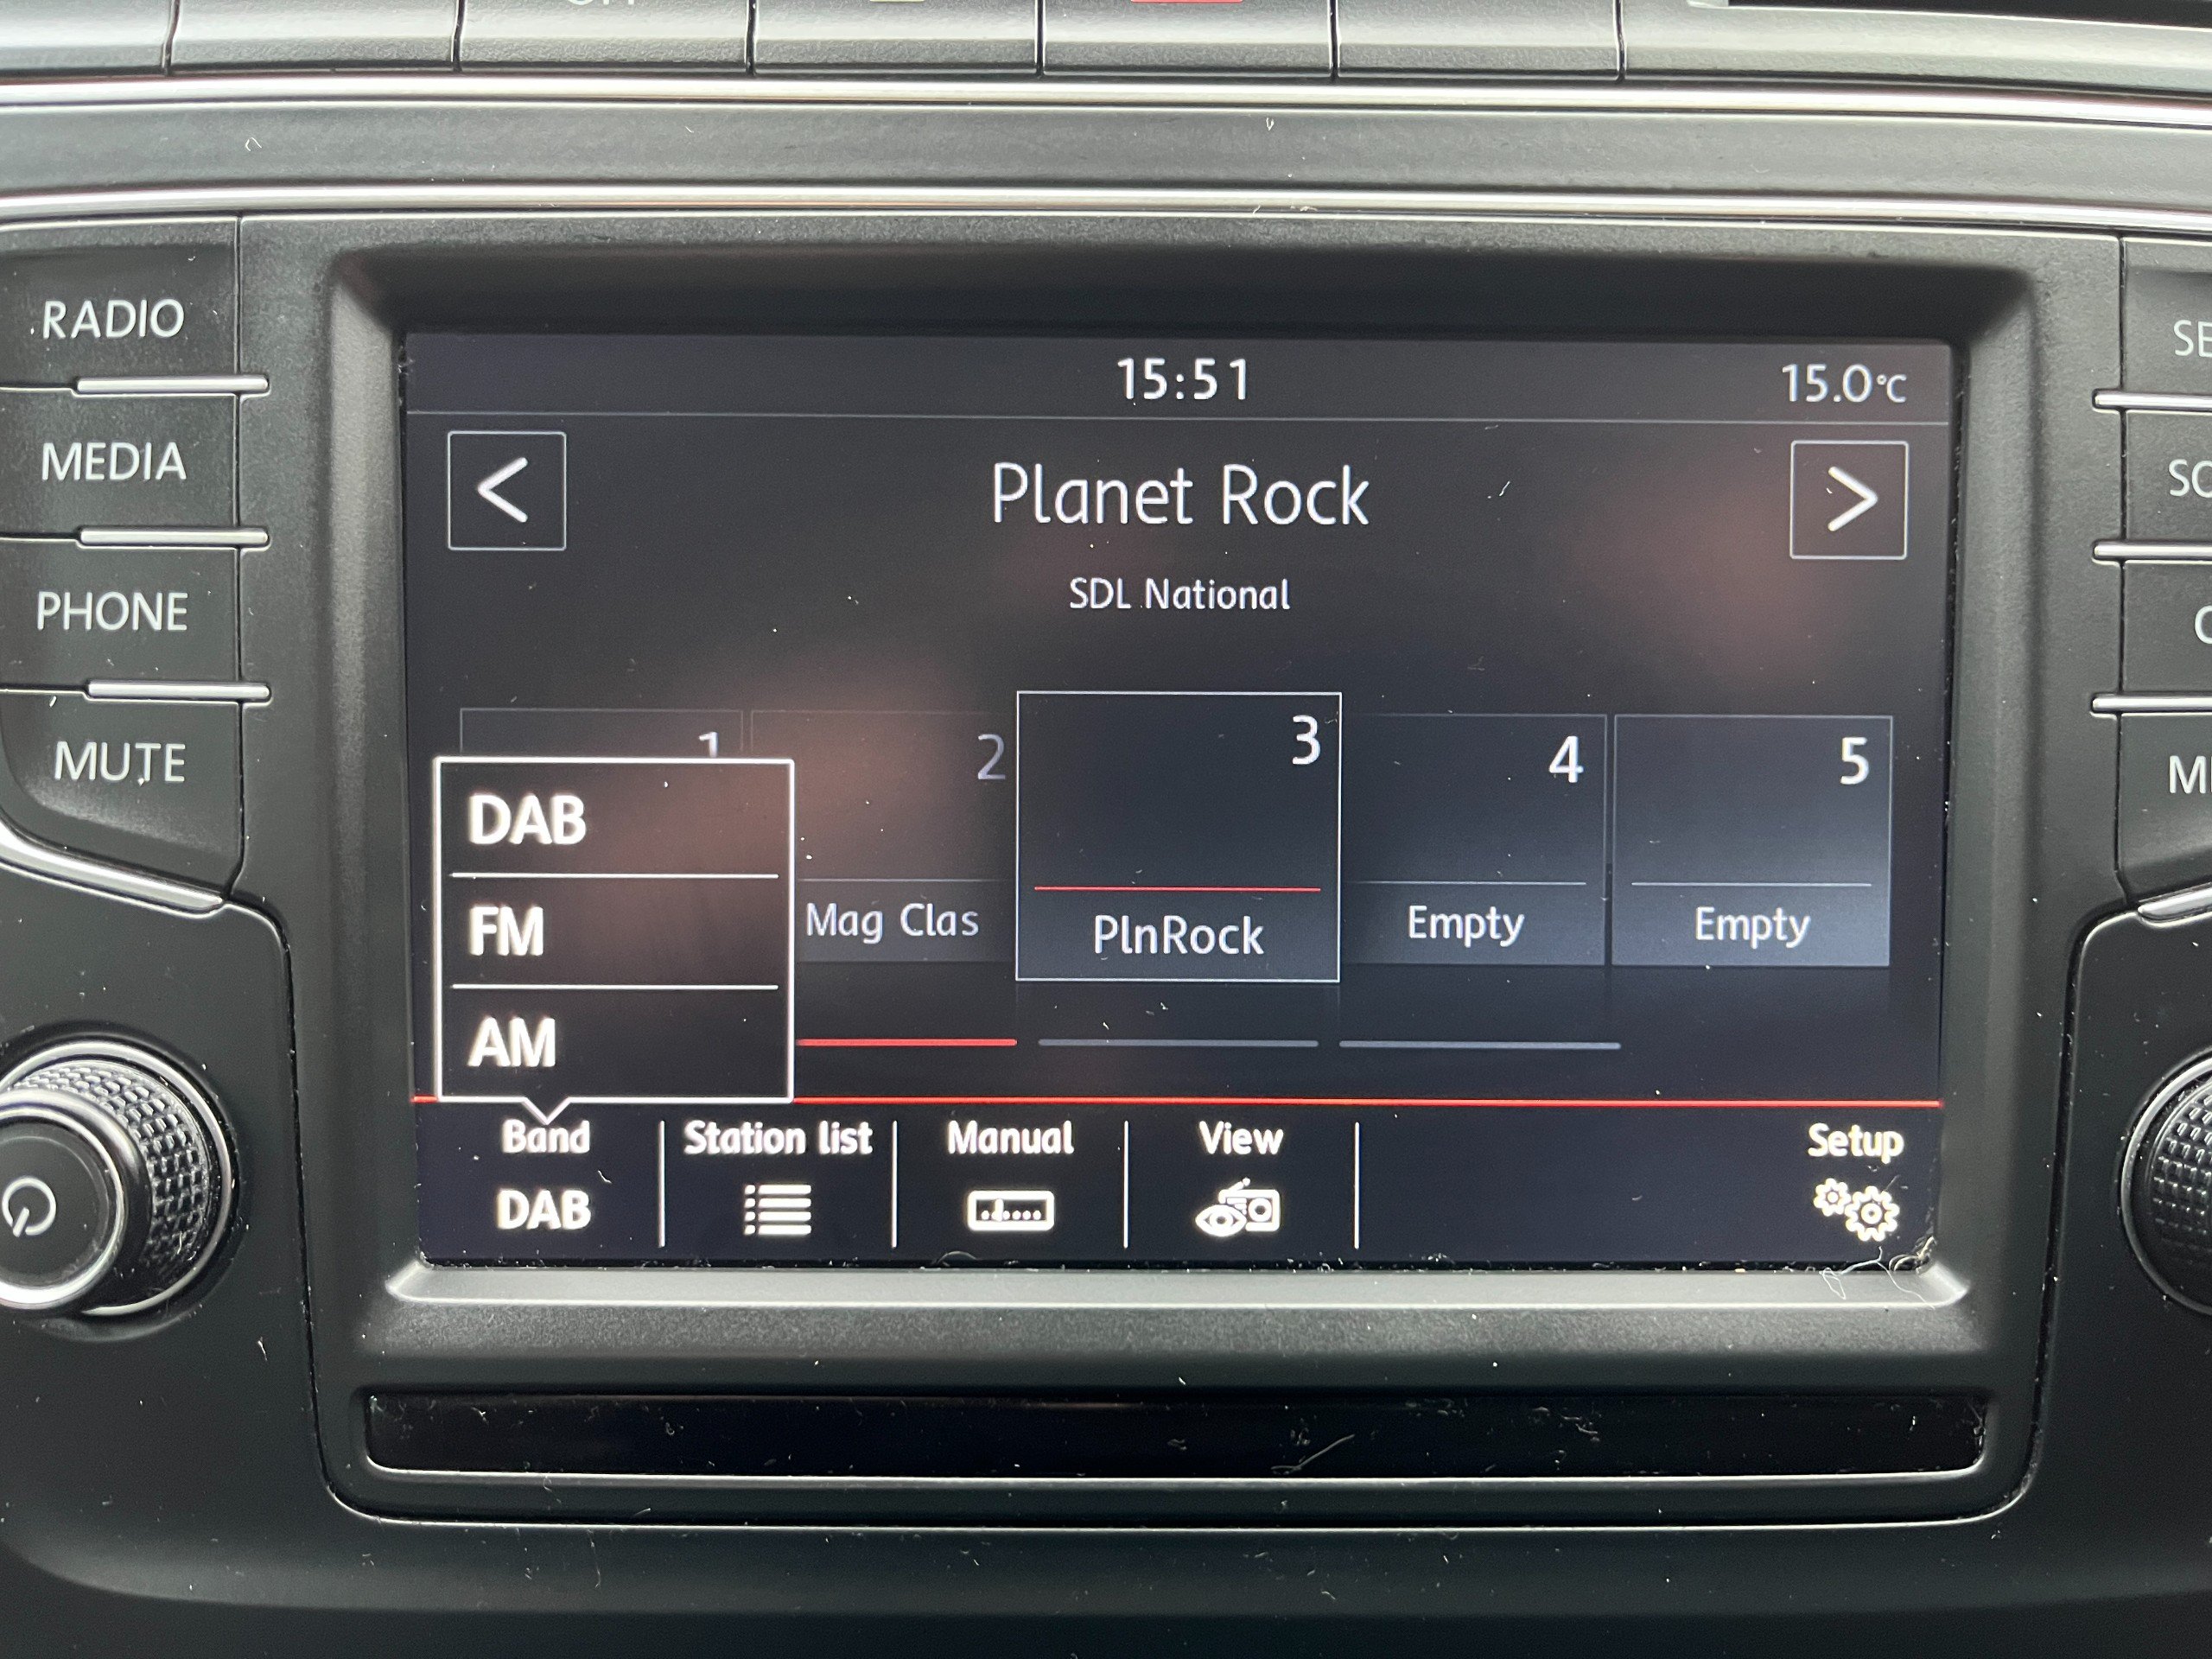 RADIO
MEDIA
PHONE
MUTE
15:51
15.0°C
<
Planet Rock
>
SDL National
1
2
3
4
5
Mag Clas
PlnRock
Empty
Empty
DAB
FM
AM
Band
Station list
Manual
View
Setup
DAB